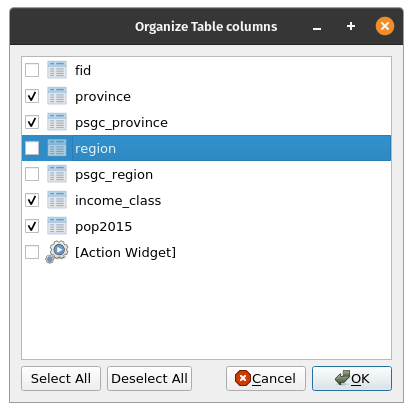 Organize Table columns
fid
province
psgc_province
region
psgc_region
income_class
pop2015
[Action Widget]
Select All Deselect All Cancel OK